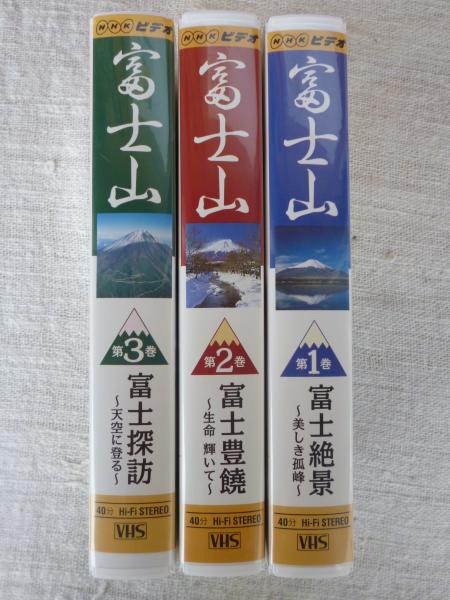 NHKビデオ
富士山
第3巻
富士探訪
~天空に登る~
40分 Hi-Fi STEREO
VHS
NHKビデオ
富士山
第2巻
富士豊饒
~生命 輝いて~
40分 Hi-Fi STEREO
VHS
NHKビデオ
富士山
第1巻
富士絶景
~美しき孤峰~
40分 Hi-Fi STEREO
VHS